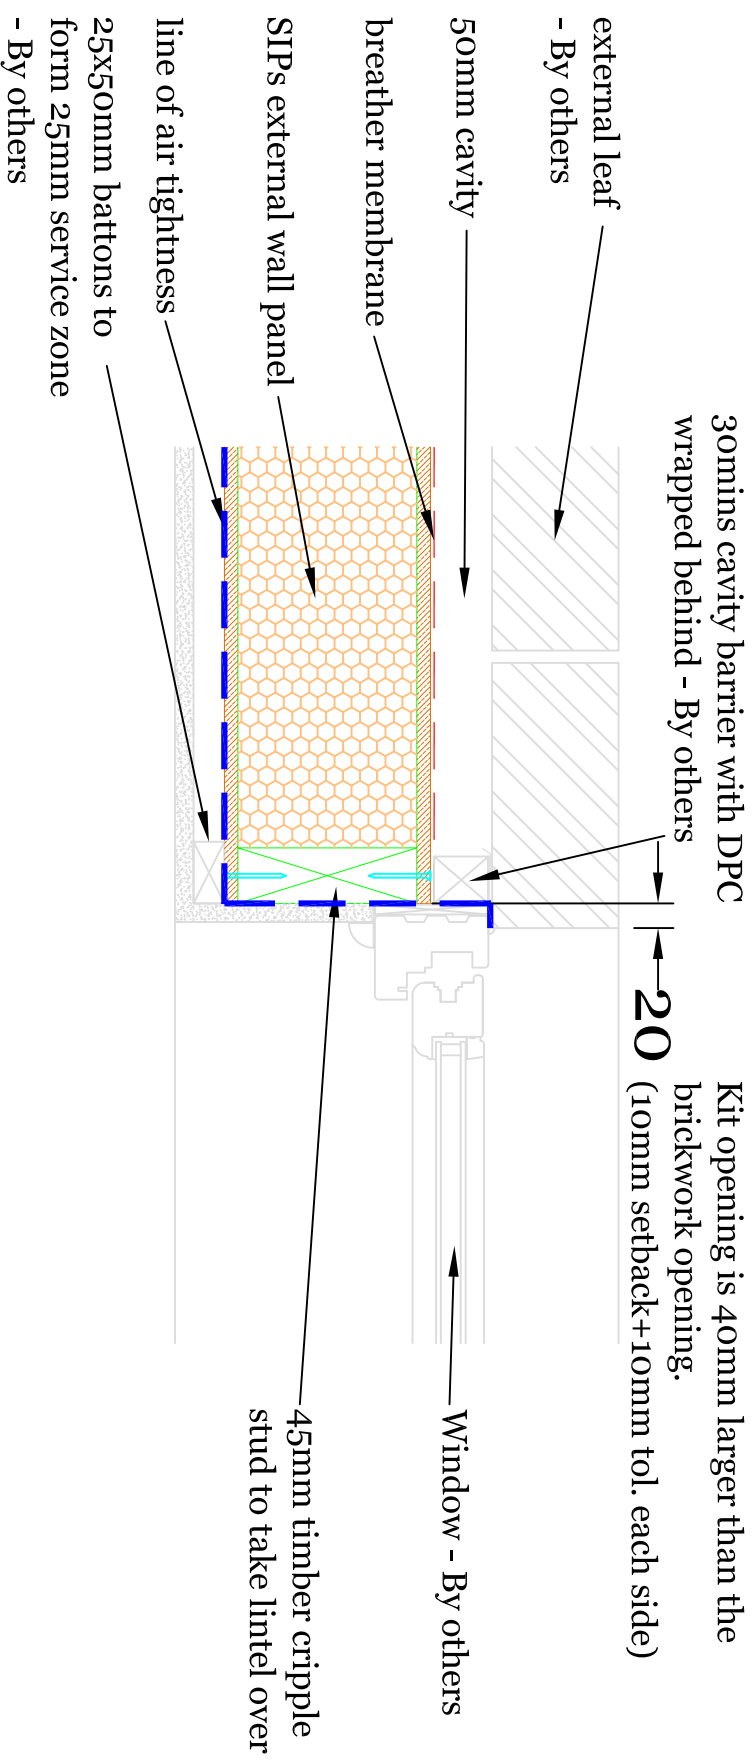 30mins cavity barrier with DPC
wrapped behind - By others
Kit opening is 40mm larger than the
brickwork opening.
(10mm setback+10mm tol. each side)
20
external leaf
- By others
50mm cavity
breather membrane
SIPs external wall panel
line of air tightness
25x50mm battons to
form 25mm service zone
- By others
Window - By others
45mm timber cripple
stud to take lintel over